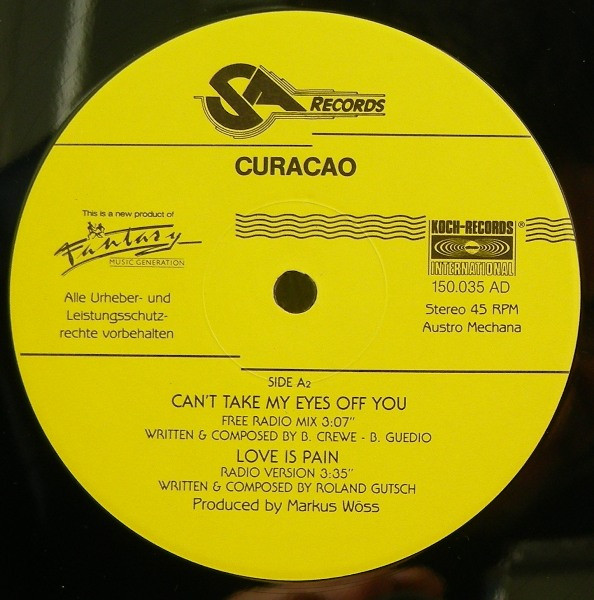 SA RECORDS
CURACAO
This is a new product of
Fantasy
MUSIC GENERATION
Alle Urheber- und
Leistungsschutz-
rechte vorbehalten
KOCH-RECORDS®
INTERNATIONAL
150.035 AD
Stereo 45 RPM
Austro Mechana
SIDE A2
CAN'T TAKE MY EYES OFF YOU
FREE RADIO MIX 3:07"
WRITTEN & COMPOSED BY B. CREWE - B. GUEDIO
LOVE IS PAIN
RADIO VERSION 3:35"
WRITTEN & COMPOSED BY ROLAND GUTSCH
Produced by Markus Wöss